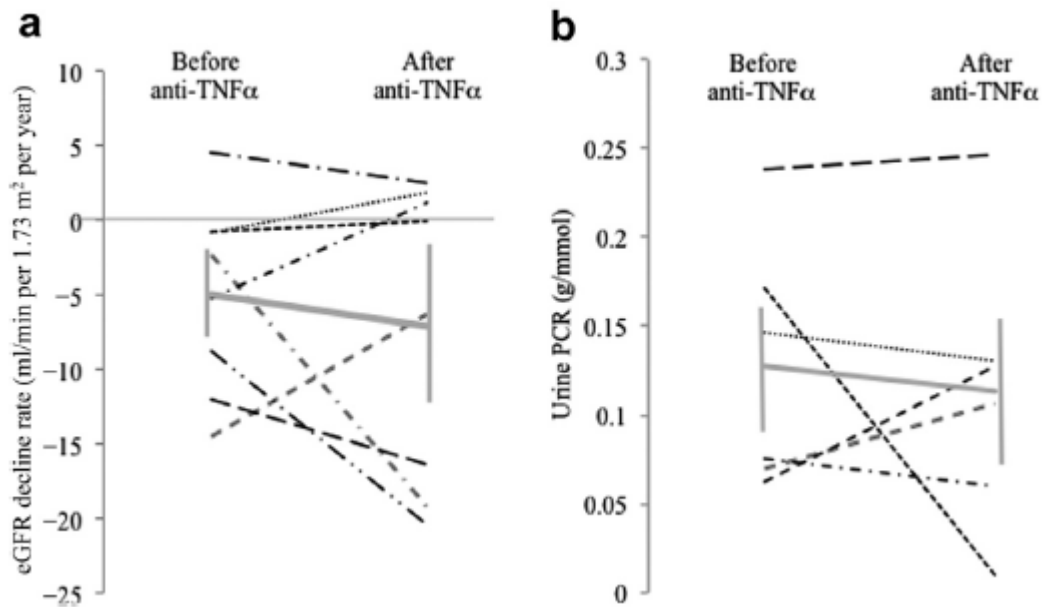 a
Before
anti-TNFα
After
anti-TNFα
eGFR decline rate (ml/min per 1.73 m² per year)
10
5
0
−5
−10
−15
−20
−25
b
Before
anti-TNFα
After
anti-TNFα
Urine PCR (g/mmol)
0.3
0.25
0.2
0.15
0.1
0.05
0